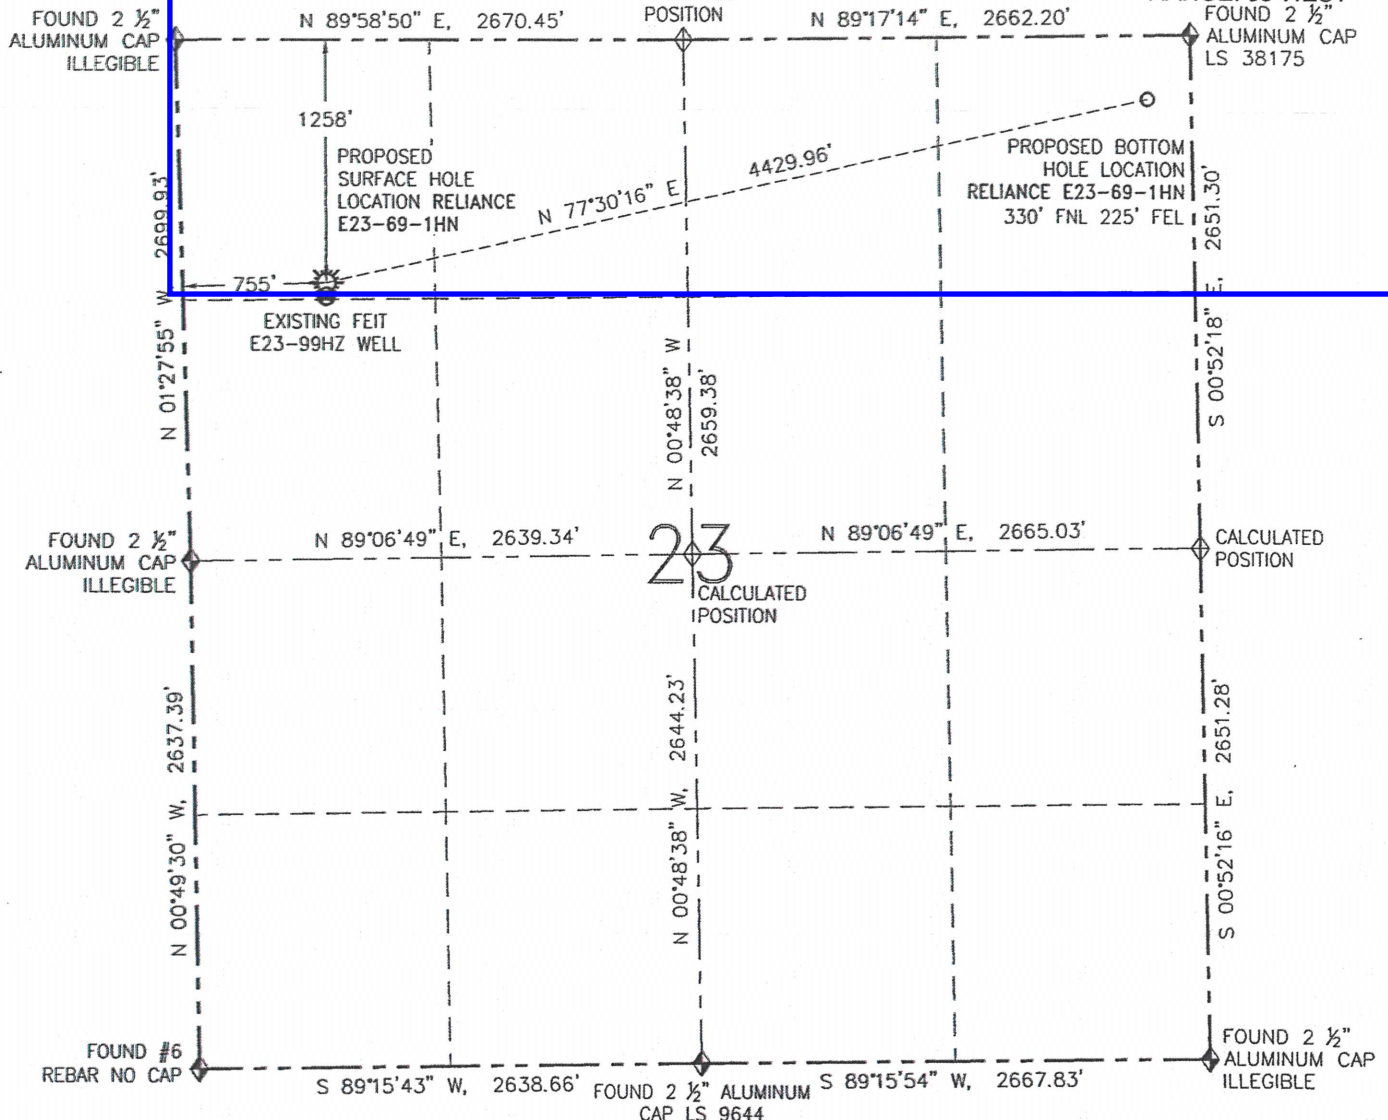 FOUND 2 ½"
ALUMINUM CAP
ILLEGIBLE
N 89°58'50" E, 2670.45'
POSITION
N 89°17'14" E, 2662.20'
FOUND 2 ½"
ALUMINUM CAP
LS 38175
1258'
PROPOSED
SURFACE HOLE
LOCATION RELIANCE
E23-69-1HN
N 77°30'16" E
4429.96'
PROPOSED BOTTOM
HOLE LOCATION
RELIANCE E23-69-1HN
330' FNL 225' FEL
755'
EXISTING FEIT
E23-99HZ WELL
N 01°27'55" W
2699.93'
N 00°48'38" W
2659.38'
S 00°52'18" E, 2651.30'
FOUND 2 ½"
ALUMINUM CAP
ILLEGIBLE
N 89°06'49" E, 2639.34'
23
N 89°06'49" E, 2665.03'
CALCULATED
POSITION
CALCULATED
POSITION
N 00°49'30" W, 2637.39'
N 00°48'38" W, 2644.23'
S 00°52'16" E, 2651.28'
FOUND #6
REBAR NO CAP
S 89°15'43" W, 2638.66'
FOUND 2 ½" ALUMINUM
CAP LS 9644
S 89°15'54" W, 2667.83'
FOUND 2 ½"
ALUMINUM CAP
ILLEGIBLE